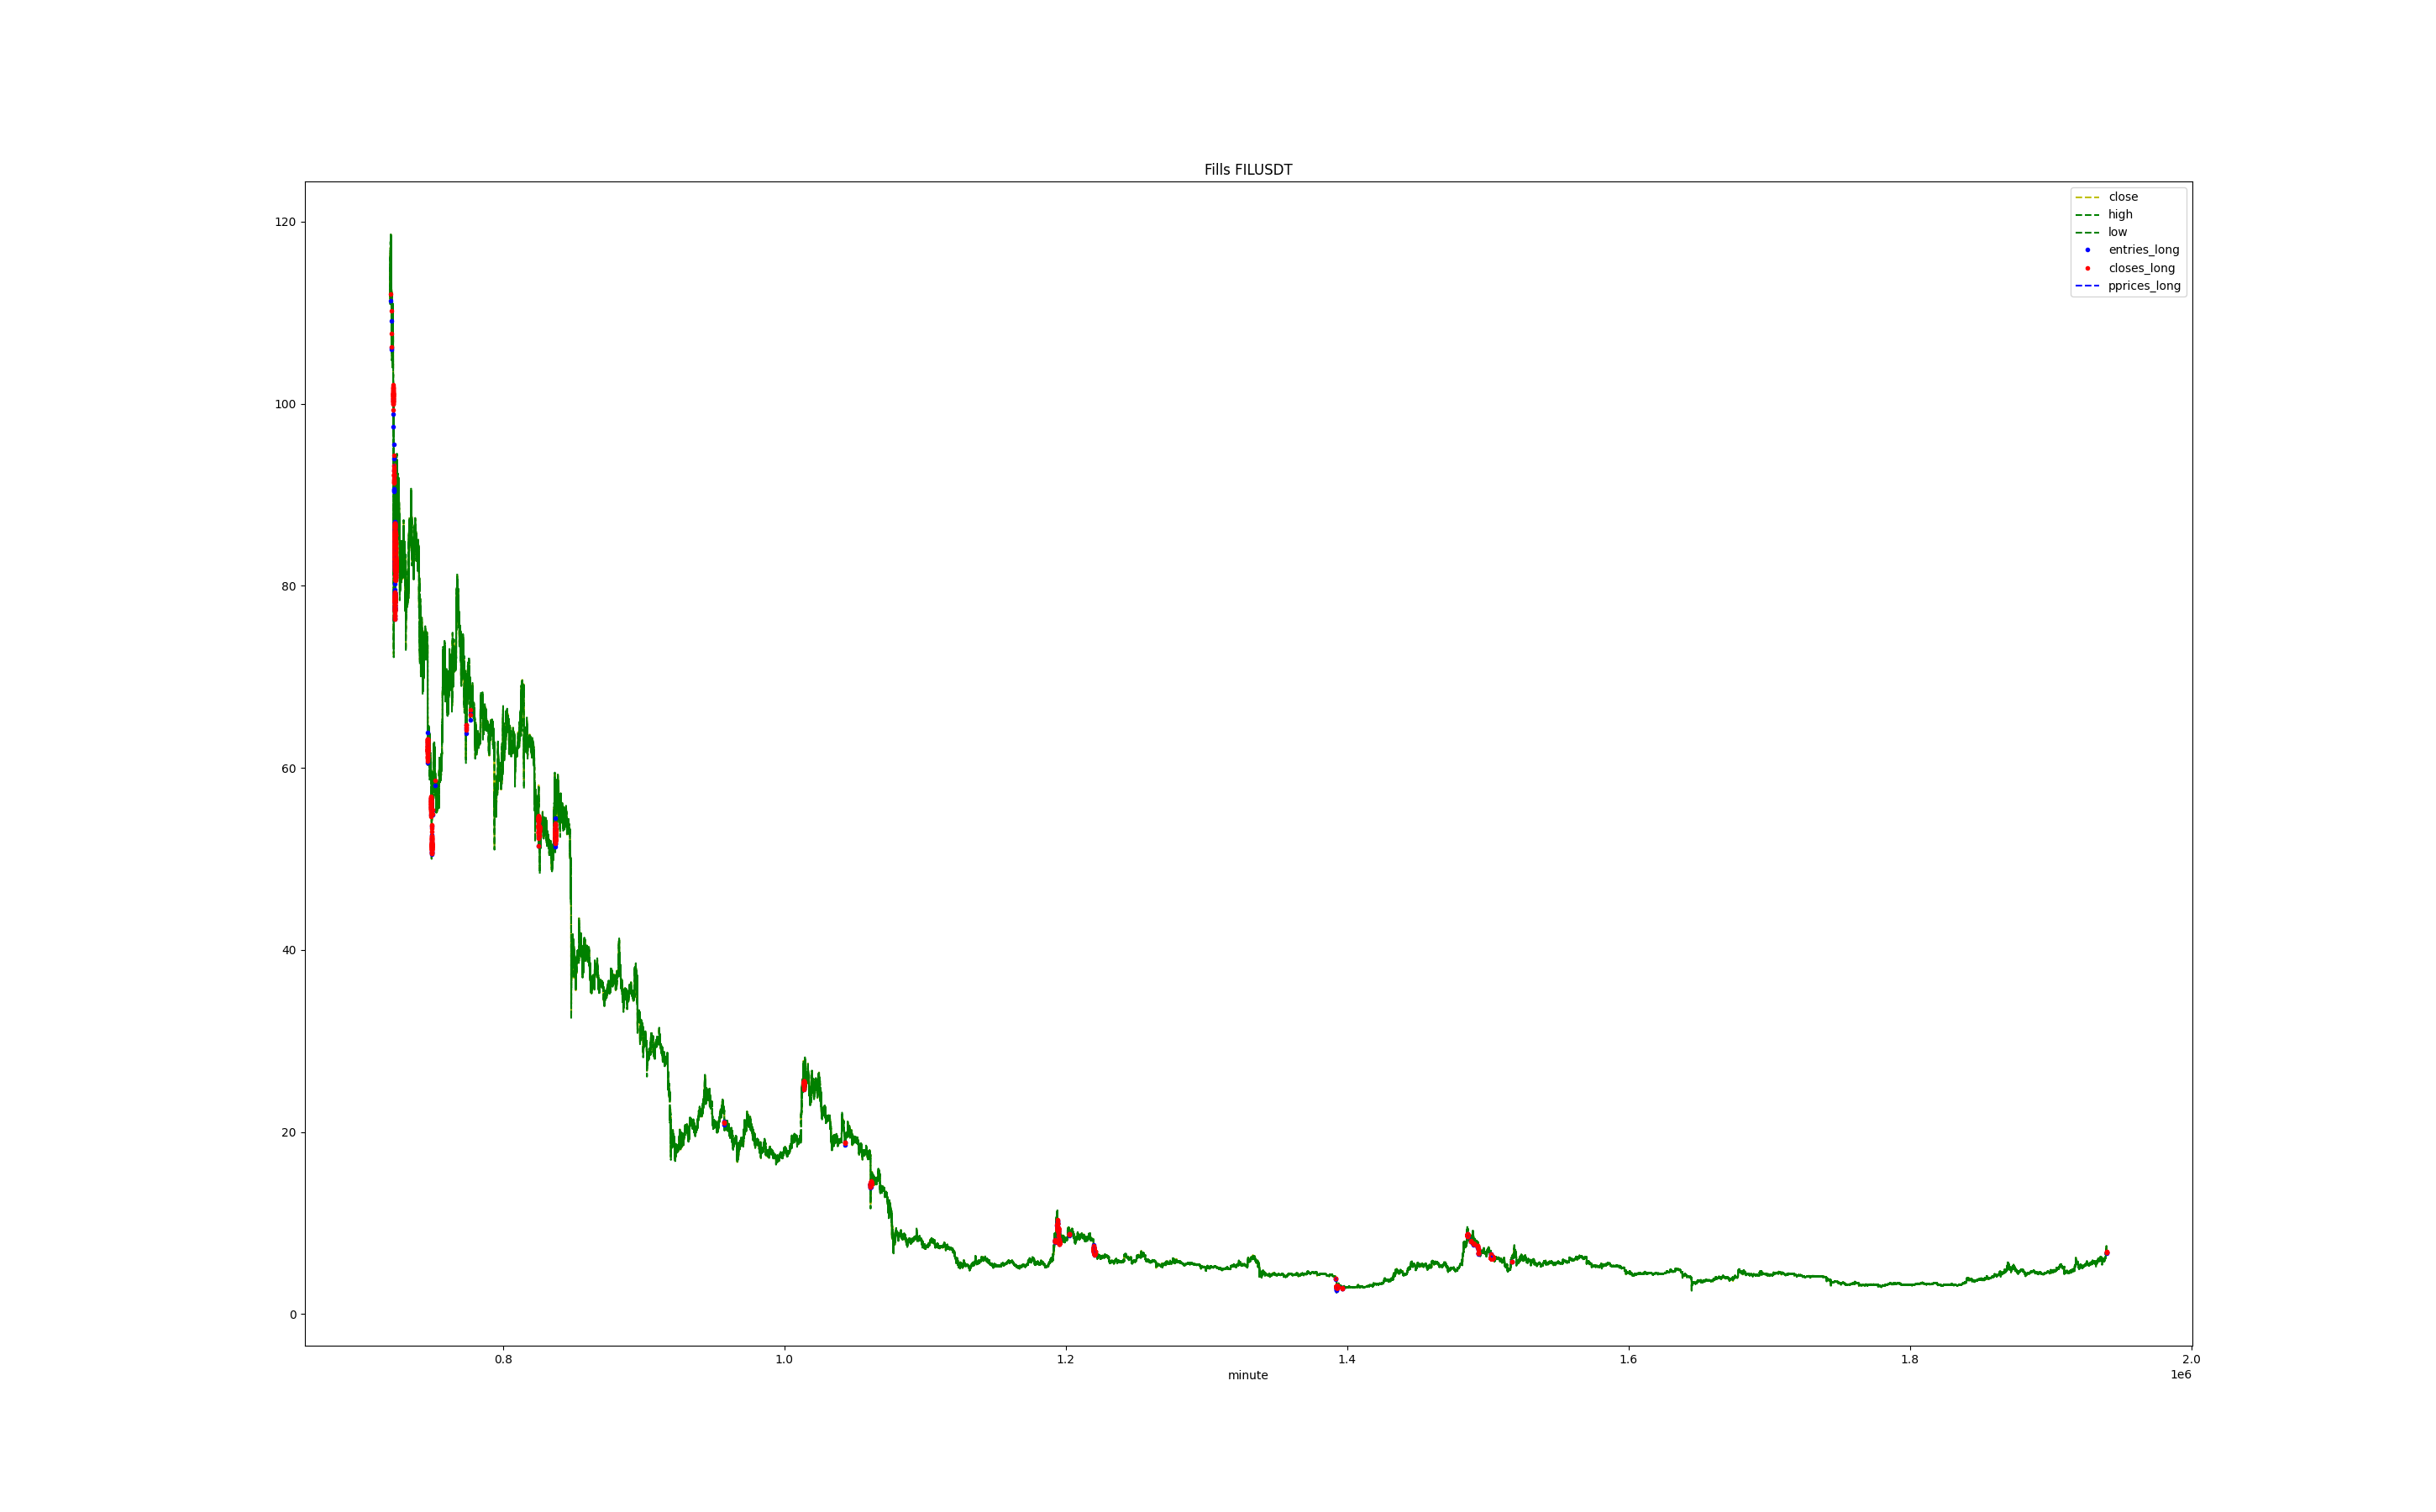 Fills FILUSDT
close
high
low
entries_long
closes_long
pprices_long
120
100
80
60
40
20
0
0.8 1.0 1.2 1.4 1.6 1.8 2.0
minute 1e6